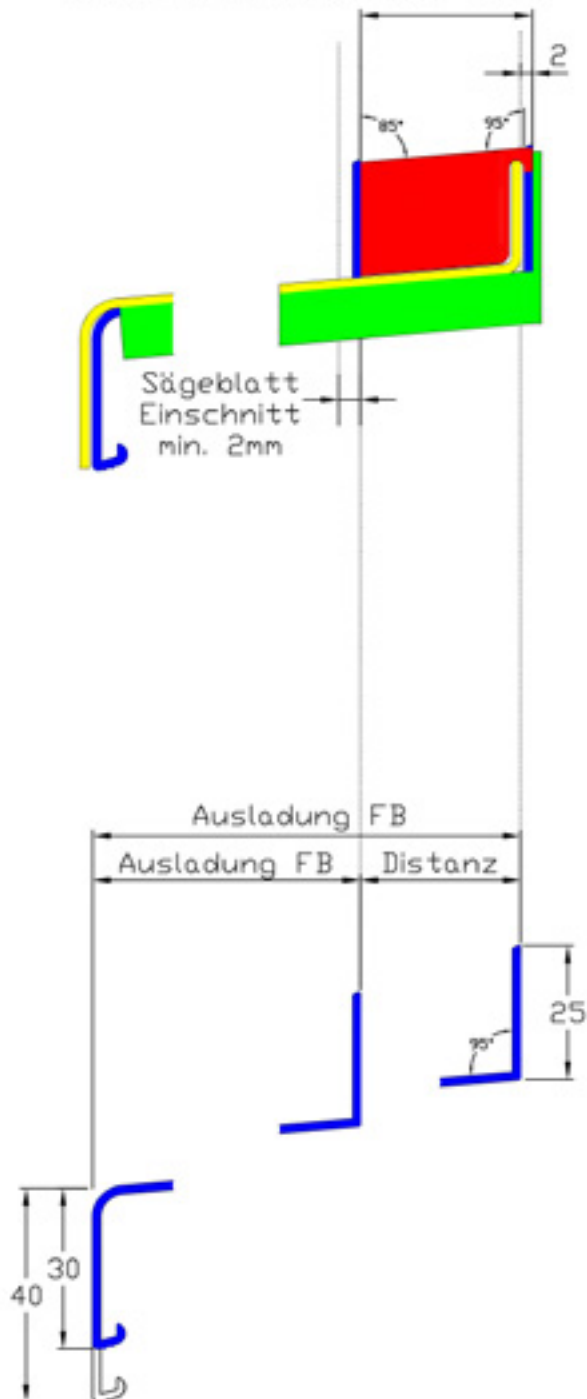 2
85°
95°
Sägeblatt
Einschnitt
min. 2mm
Ausladung FB
Ausladung FB
Distanz
25
95°
30
40